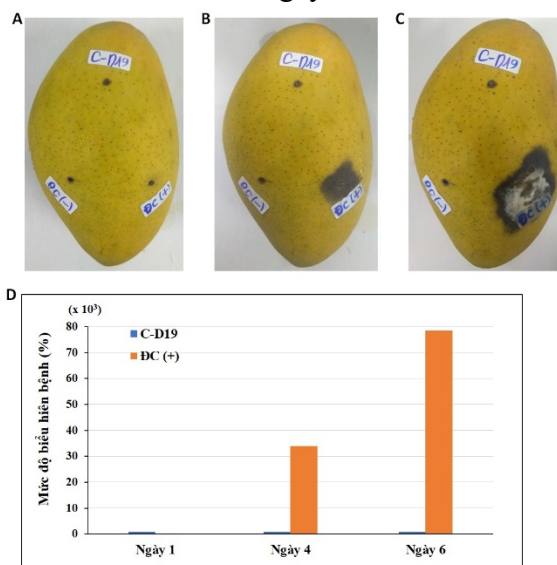 A
B
C
C-D19
ĐC(-)
ĐC(+)
C-D19
ĐC(-)
ĐC(+)
C-D19
ĐC(-)
ĐC(+)
D
(x 10³)
Mức độ biểu hiên bệnh (%)
80
70
60
50
40
30
20
10
0
C-D19
ĐC (+)
Ngày 1
Ngày 4
Ngày 6